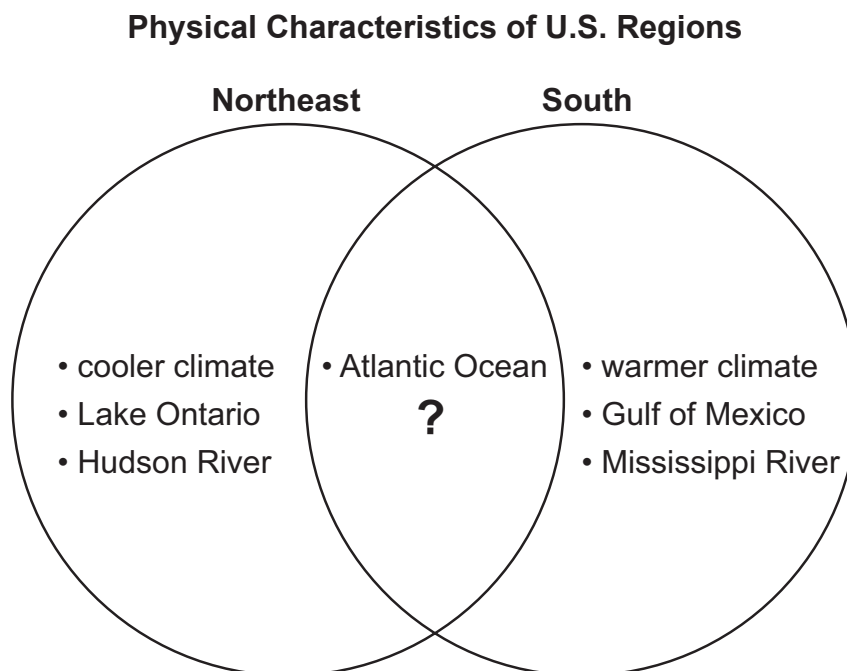 Physical Characteristics of U.S. Regions
Northeast
South
• cooler climate
• Lake Ontario
• Hudson River
• Atlantic Ocean
?
• warmer climate
• Gulf of Mexico
• Mississippi River